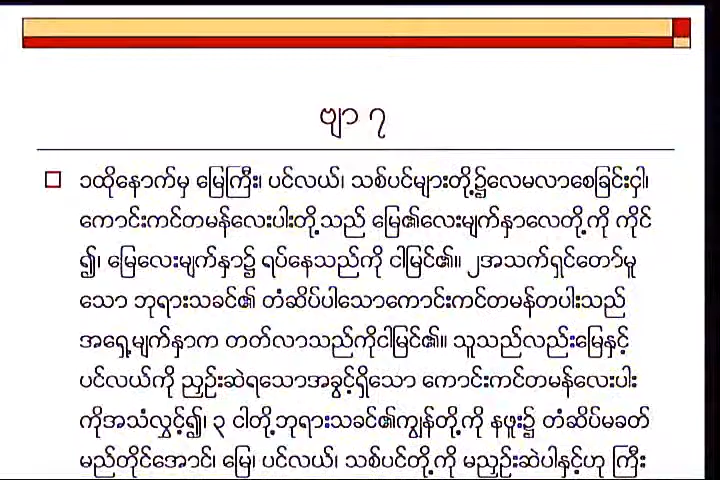 ဗျာ ၇
၁ထိုနောက်မှ မြေကြီး၊ ပင်လယ်၊ သစ်ပင်များတို့၌လေမလာစေခြင်းငှါ၊
ကောင်းကင်တမန်လေးပါးတို့သည် မြေ၏လေးမျက်နှာလေတို့ကို ကိုင်
၍၊ မြေလေးမျက်နှာ၌ ရပ်နေသည်ကို ငါမြင်၏။ ၂အသက်ရှင်တော်မူ
သော ဘုရားသခင်၏ တံဆိပ်ပါသောကောင်းကင်တမန်တပါးသည်
အရှေ့မျက်နှာက တတ်လာသည်ကိုငါမြင်၏။ သူသည်လည်းမြေနှင့်
ပင်လယ်ကို ညှဉ်းဆဲရသောအခွင့်ရှိသော ကောင်းကင်တမန်လေးပါး
ကိုအသံလွှင့်၍၊ ၃ ငါတို့ဘုရားသခင်၏ကျွန်တို့ကို နဖူး၌ တံဆိပ်မခတ်
မည်တိုင်အောင်၊ မြေ၊ ပင်လယ်၊ သစ်ပင်တို့ကို မညှဉ်းဆဲပါနှင့်ဟု ကြီး